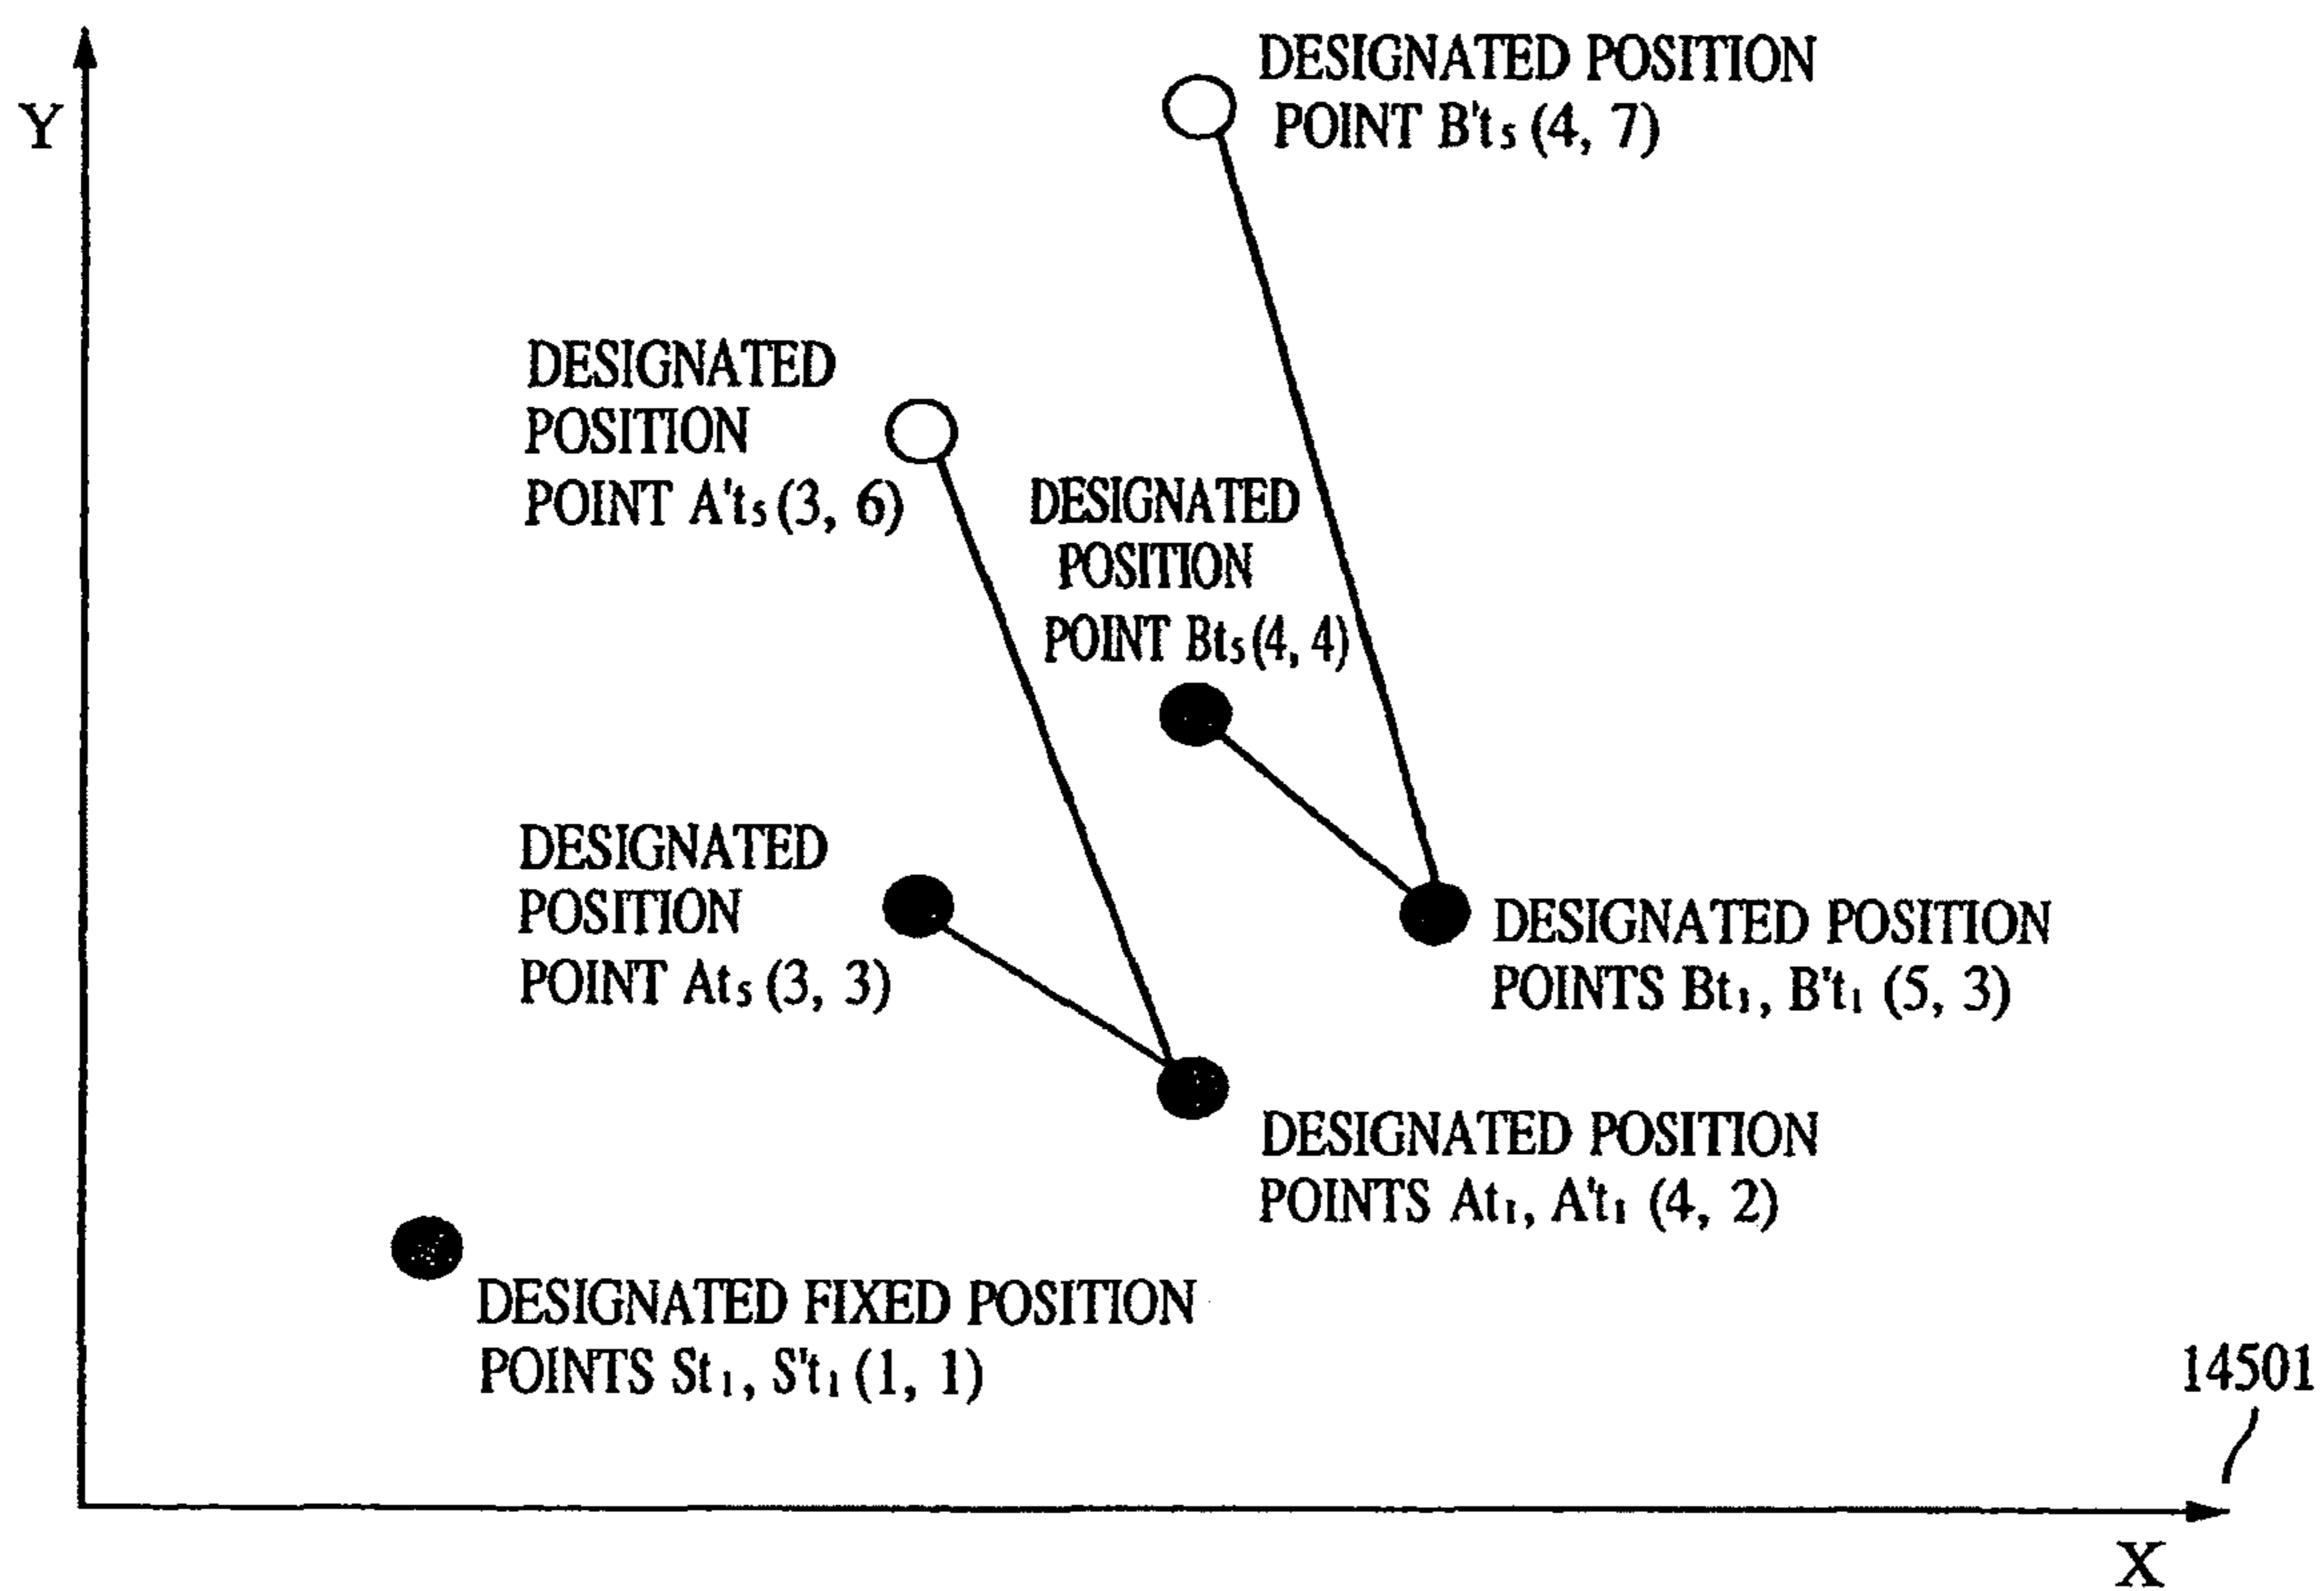 Y
DESIGNATED POSITION
POINT B't₅ (4, 7)
DESIGNATED
POSITION
POINT A't₅ (3, 6)
DESIGNATED
POSITION
POINT Bt₅ (4, 4)
DESIGNATED
POSITION
POINT At₅ (3, 3)
DESIGNATED POSITION
POINTS Bt₁, B't₁ (5, 3)
DESIGNATED POSITION
POINTS At₁, A't₁ (4, 2)
DESIGNATED FIXED POSITION
POINTS St₁, S't₁ (1, 1)
14501
X